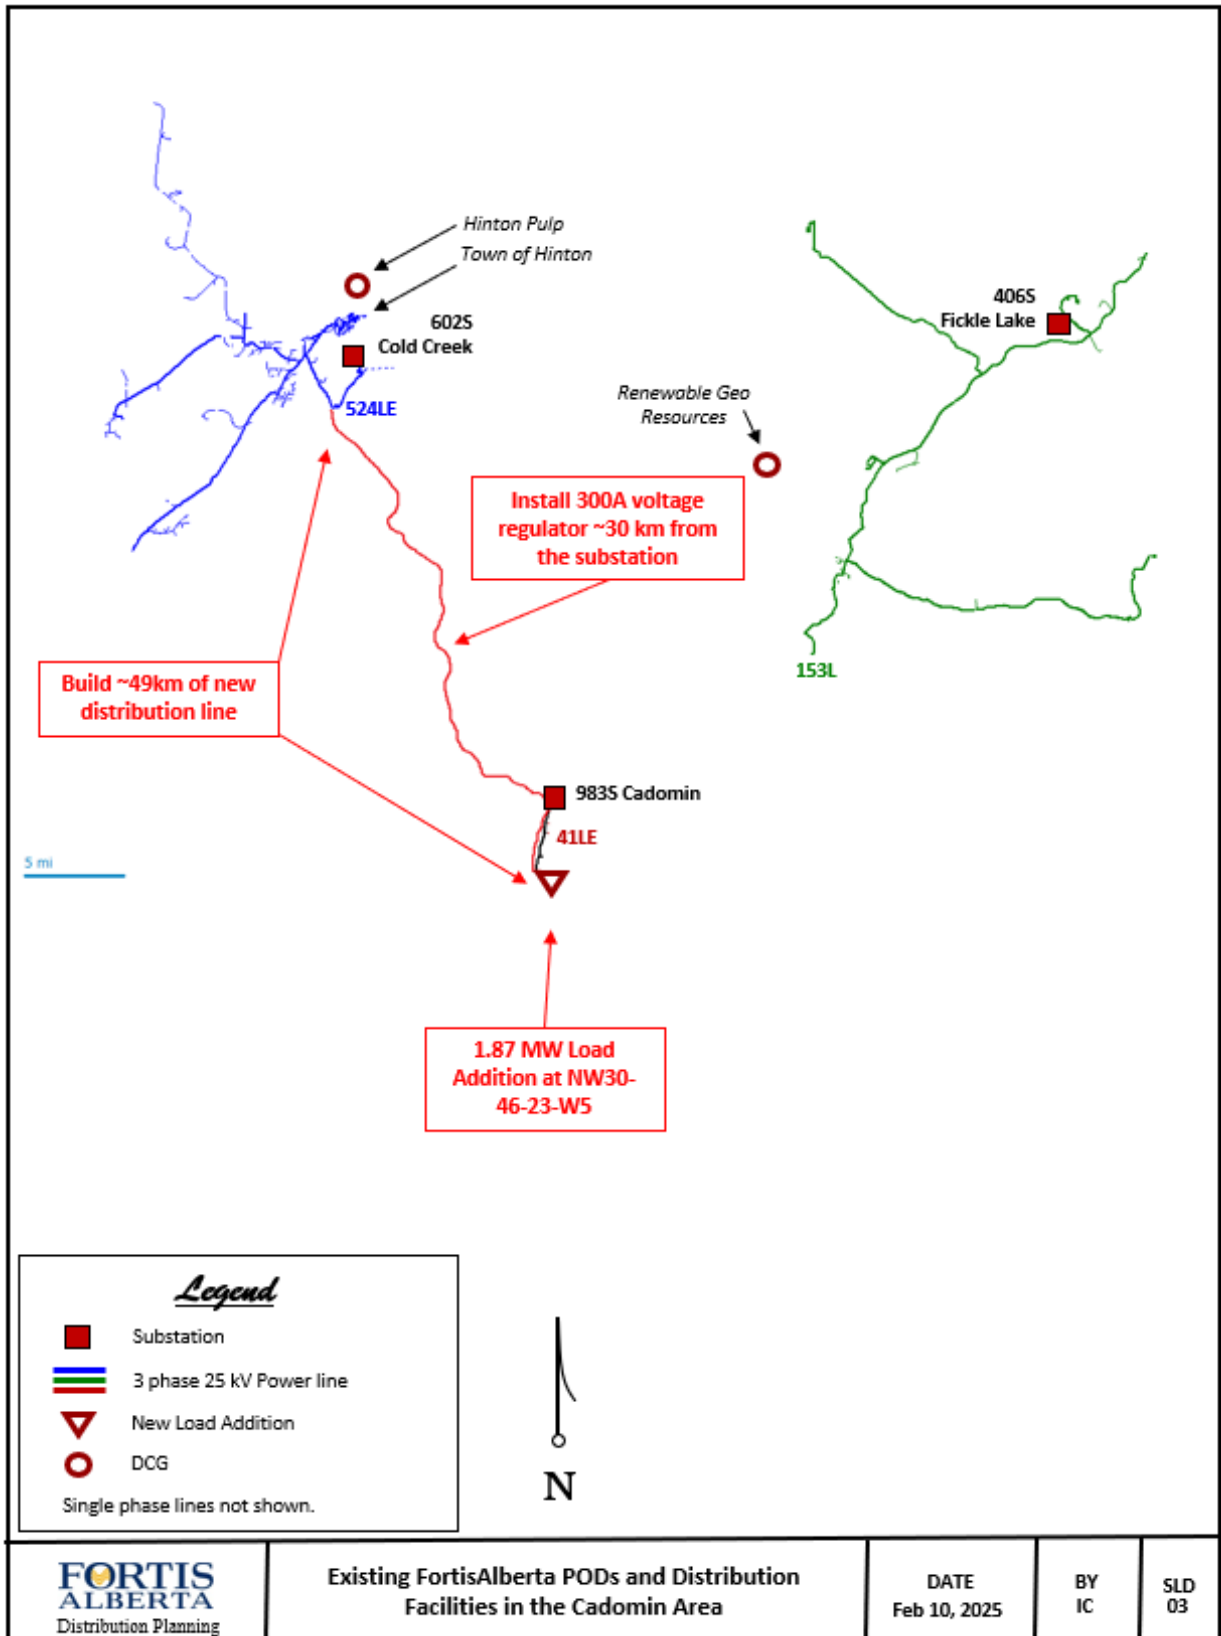 Hinton Pulp
Town of Hinton
602S
Cold Creek
524LE
406S
Fickle Lake
Renewable Geo
Resources
Install 300A voltage
regulator ~30 km from
the substation
153L
Build ~49km of new
distribution line
983S Cadomin
41LE
5 mi
1.87 MW Load
Addition at NW30-
46-23-W5
Legend
Substation
3 phase 25 kV Power line
New Load Addition
DCG
Single phase lines not shown.
N
FORTIS
ALBERTA
Distribution Planning
Existing FortisAlberta PODs and Distribution
Facilities in the Cadomin Area
DATE
Feb 10, 2025
BY
IC
SLD
03